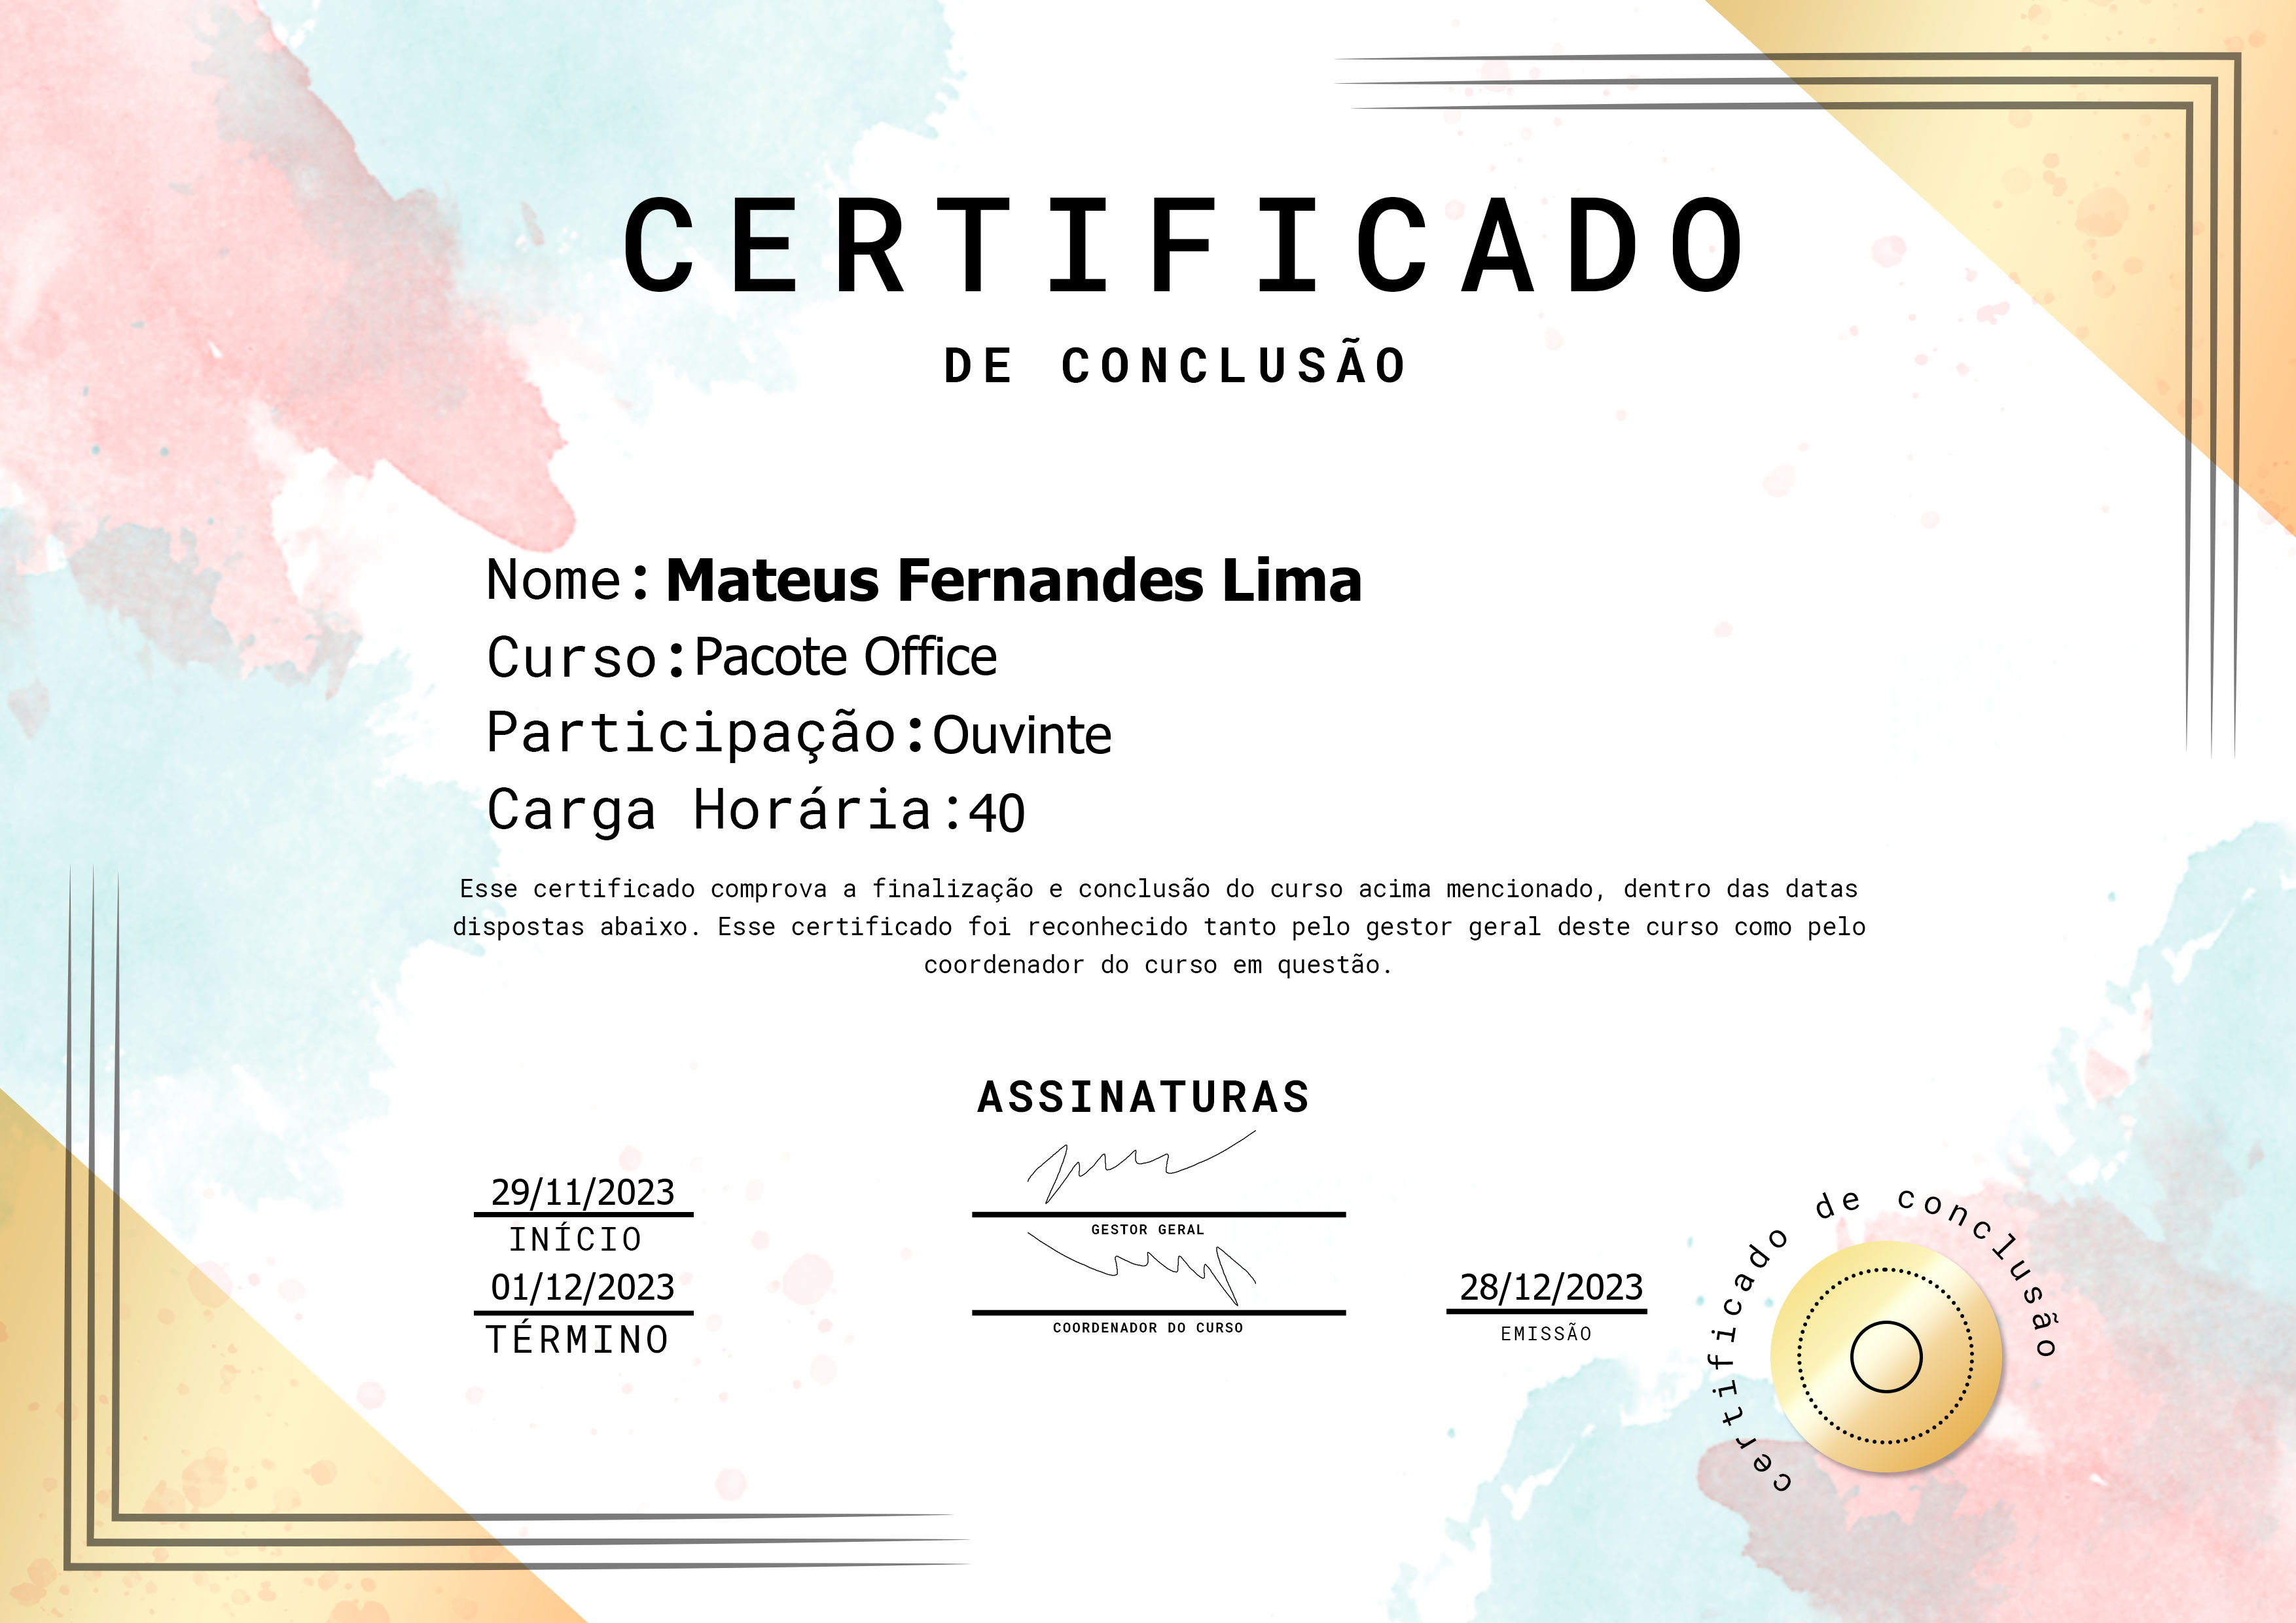 CERTIFICADO
DE CONCLUSÃO
Nome: Mateus Fernandes Lima
Curso:Pacote Office
Participação:Ouvinte
Carga Horária:40
Esse certificado comprova a finalização e conclusão do curso acima mencionado, dentro das datas
dispostas abaixo. Esse certificado foi reconhecido tanto pelo gestor geral deste curso como pelo
coordenador do curso em questão.
ASSINATURAS
29/11/2023
INÍCIO
GESTOR GERAL
01/12/2023
TÉRMINO
COORDENADOR DO CURSO
28/12/2023
EMISSÃO
certificado de conclusão